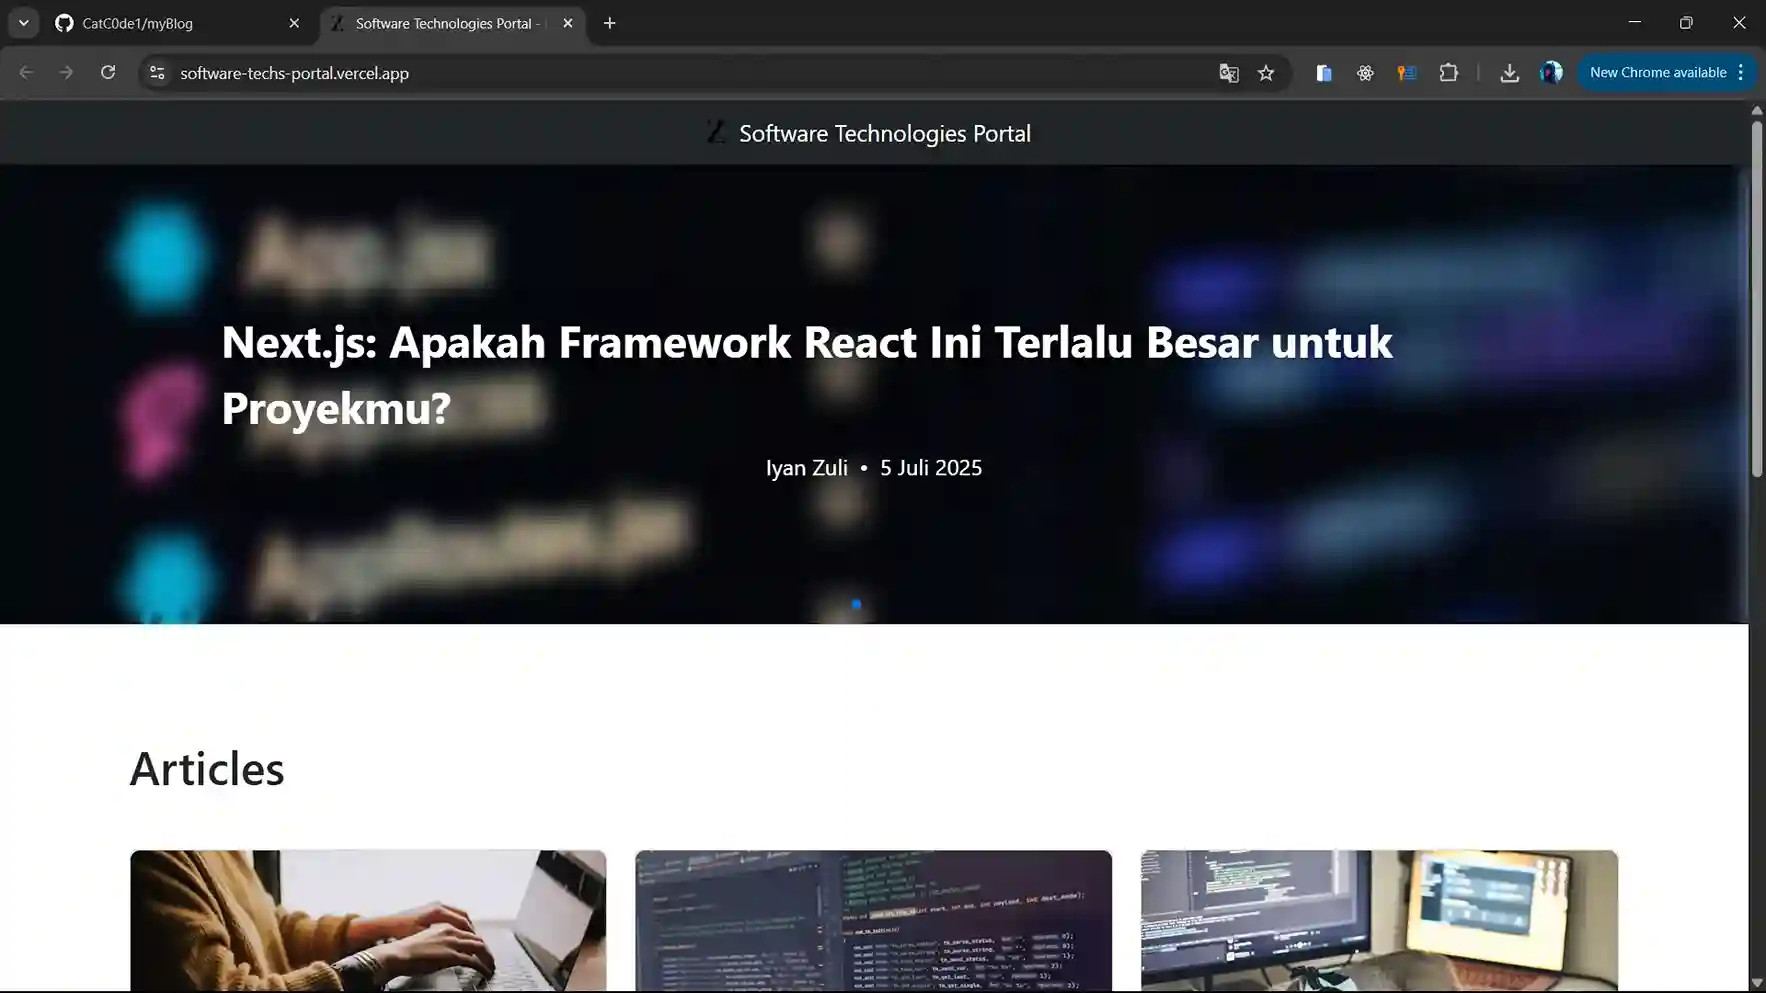 CatC0de1/myBlog
Software Technologies Portal -
software-techs-portal.vercel.app
New Chrome available
Software Technologies Portal
Next.js: Apakah Framework React Ini Terlalu Besar untuk
Proyekmu?
Iyan Zuli • 5 Juli 2025
Articles